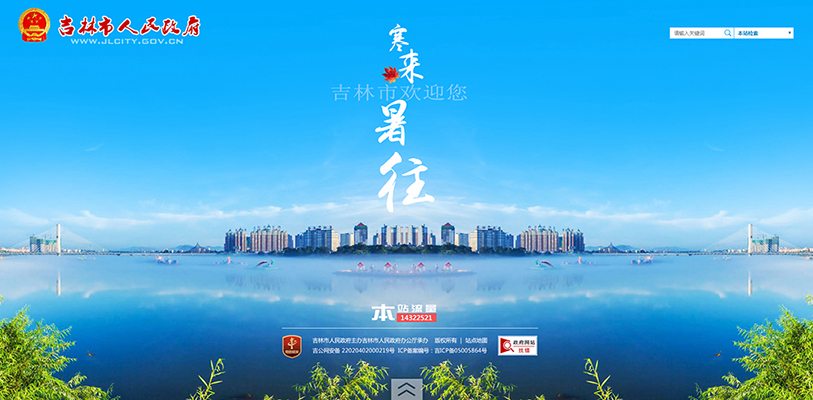 吉林市人民政府
WWW.JLCITY.GOV.CN
请输入关键词
本站检索
寒来
吉林市欢迎您
暑往
本站流量
14322521
吉林市人民政府主办吉林市人民政府办公厅承办 版权所有 | 站点地图
吉公网安备 22020402000219号 ICP备案编号：吉ICP备05005864号
政府网站
找错